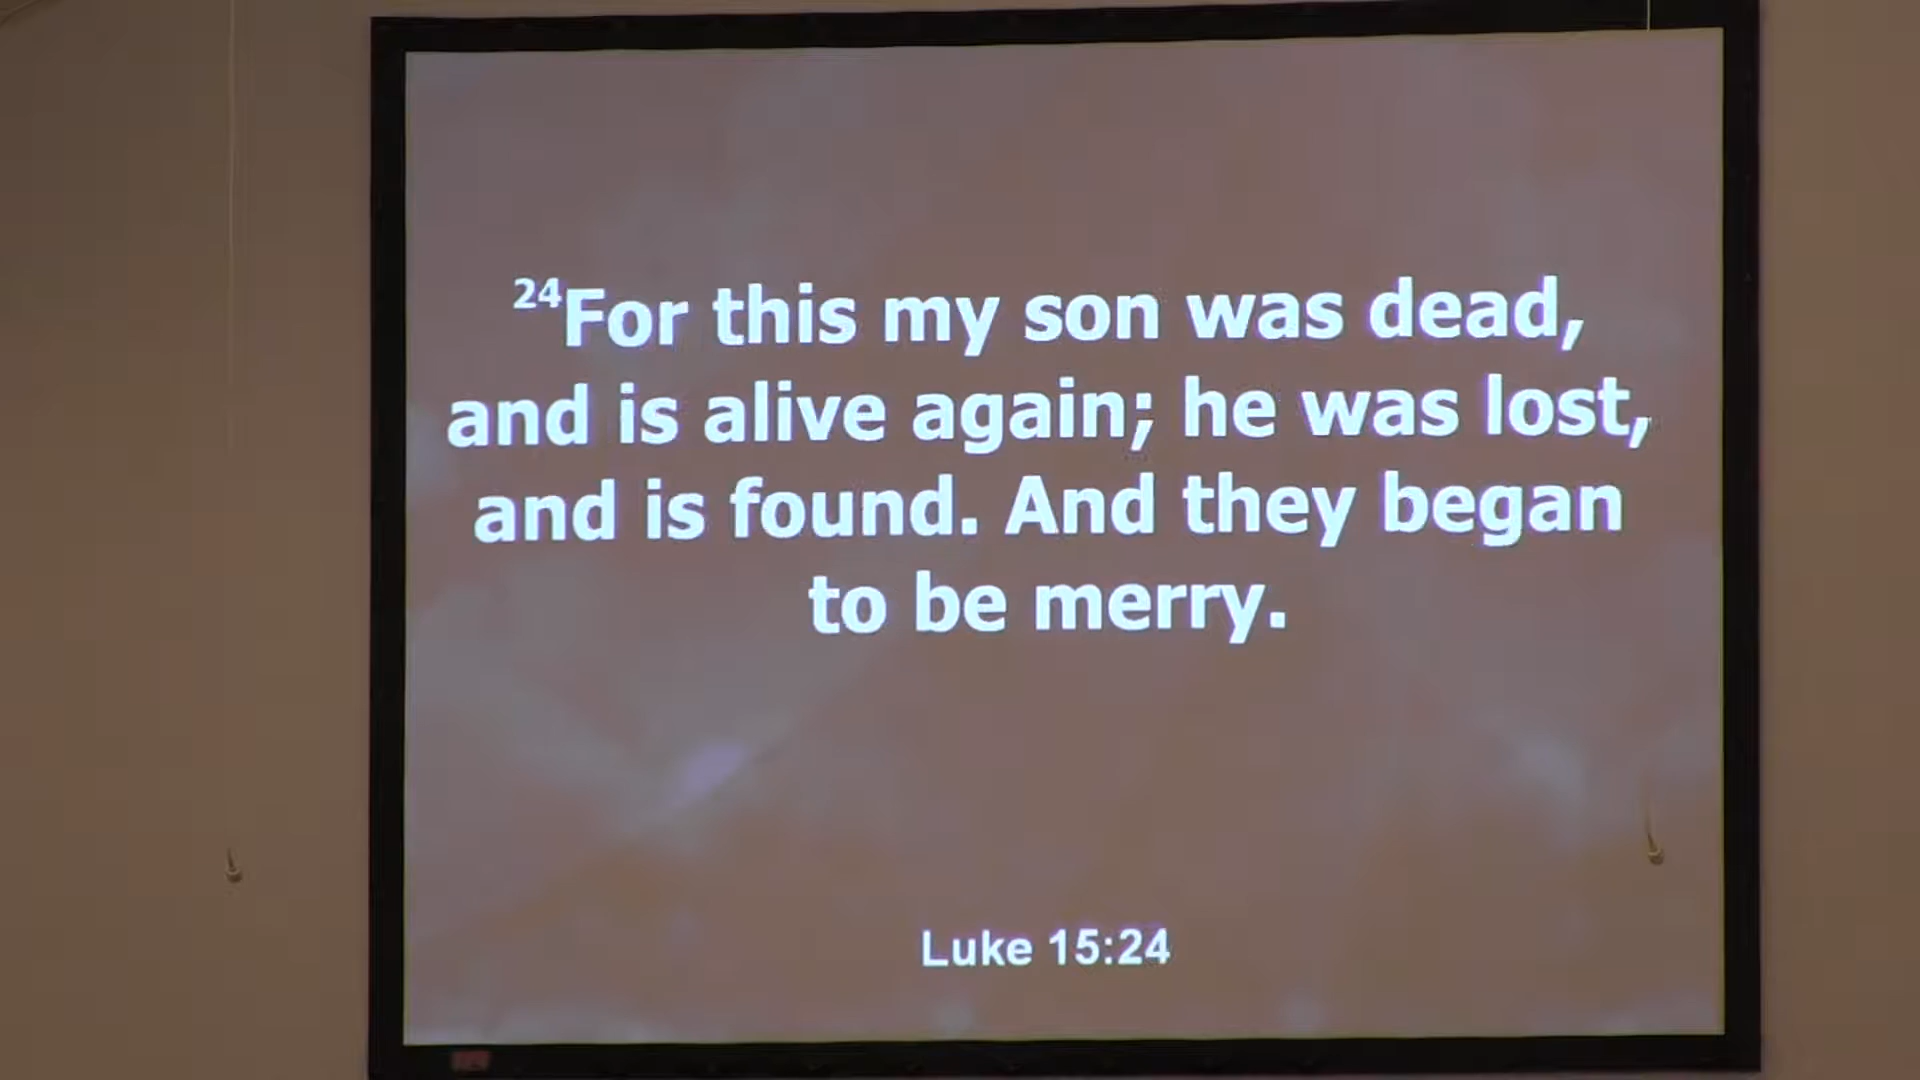 24For this my son was dead,
and is alive again; he was lost,
and is found. And they began
to be merry.
Luke 15:24